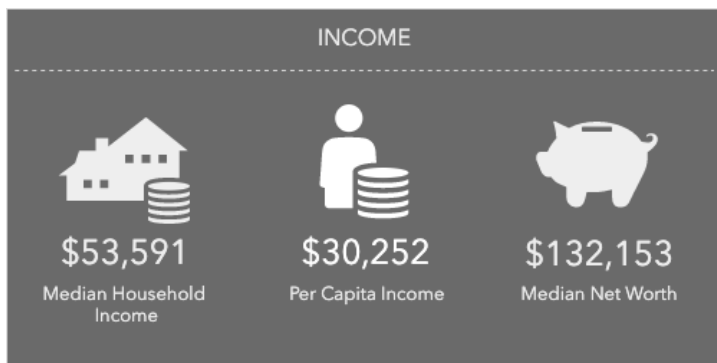 INCOME
$53,591
Median Household
Income
$30,252
Per Capita Income
$132,153
Median Net Worth